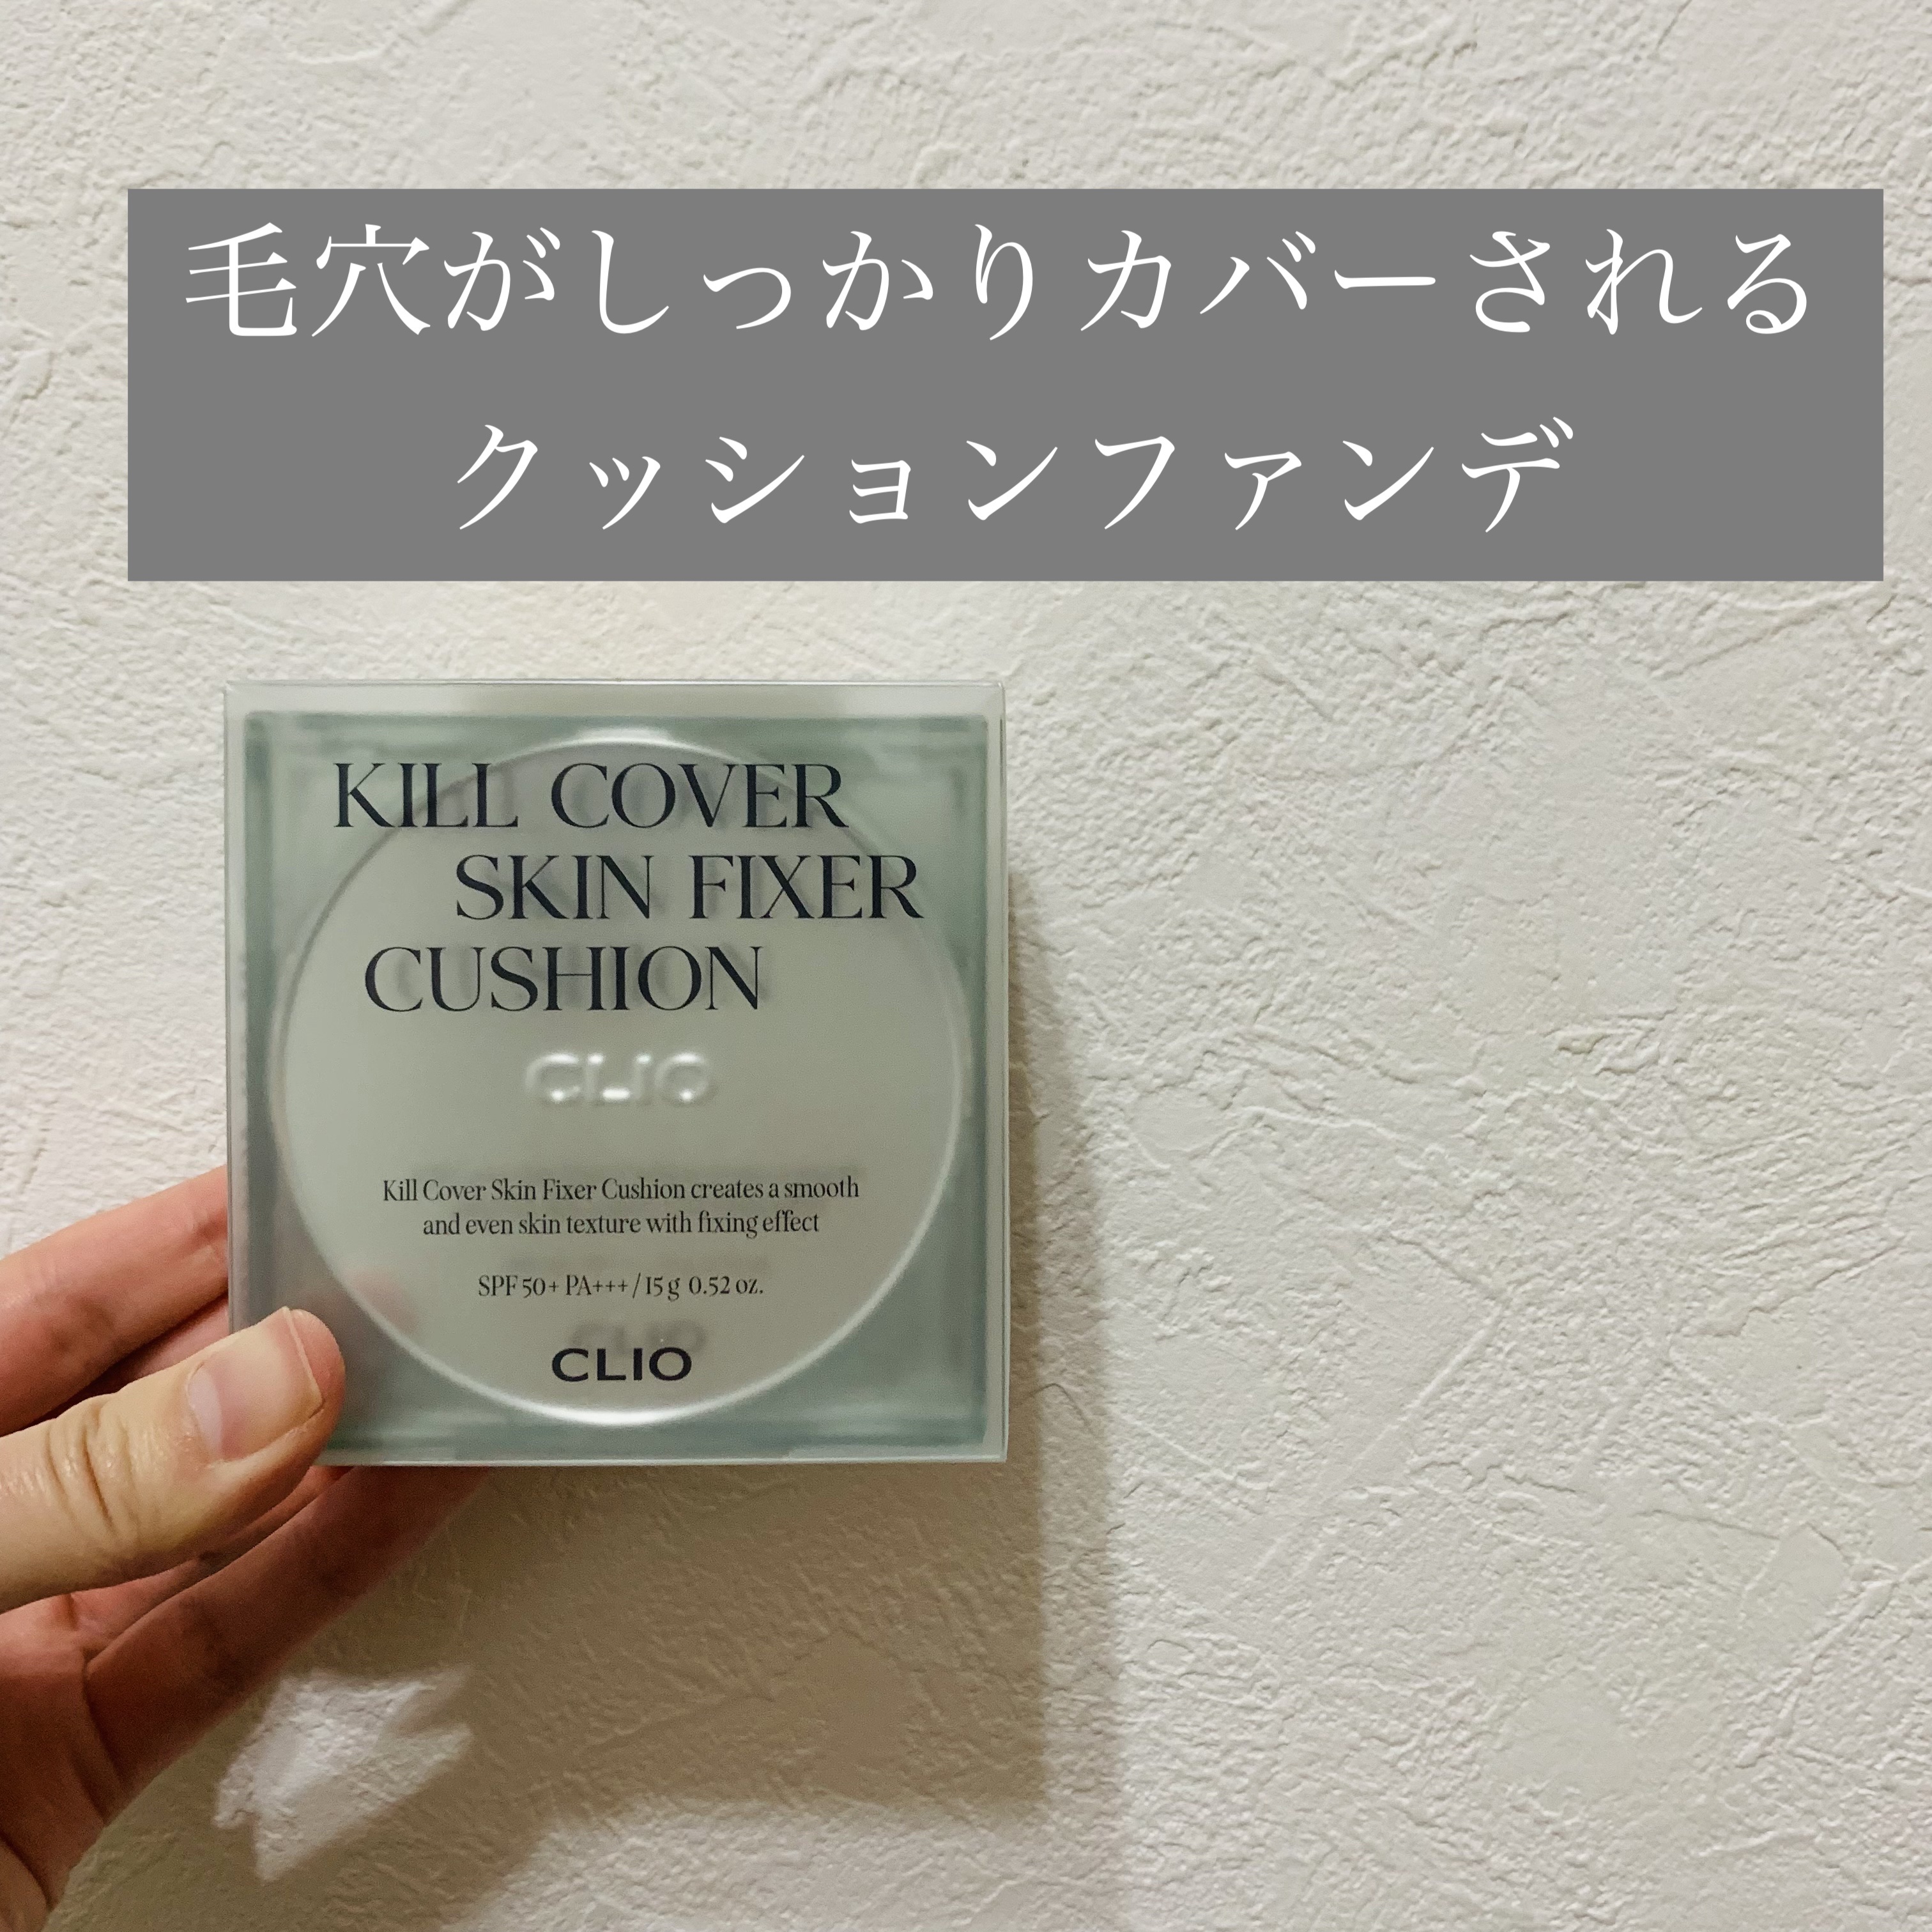 毛穴がしっかりカバーされる
クッションファンデ
KILL COVER
SKIN FIXER
CUSHION
CLIO
Kill Cover Skin Fixer Cushion creates a smooth
and even skin texture with fixing effect
SPF 50+ PA+++ / 15 g 0.52 oz.
CLIO